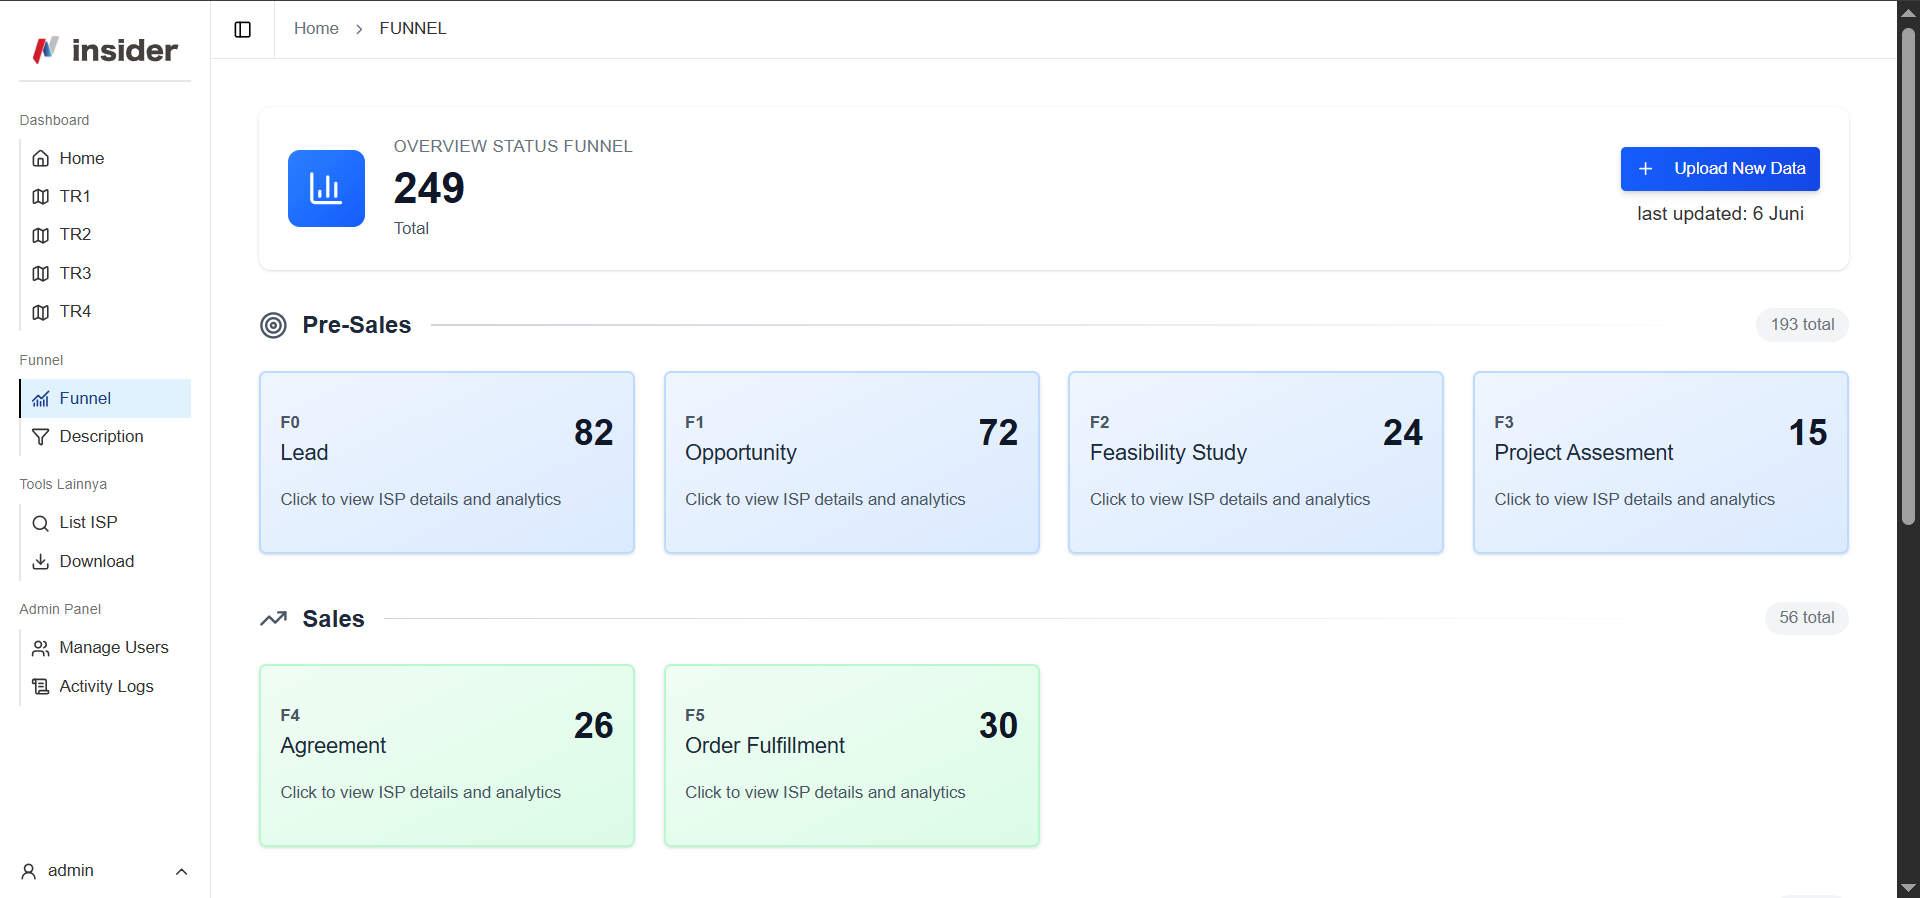 insider
Home > FUNNEL
Dashboard
Home
TR1
TR2
TR3
TR4
Funnel
Funnel
Description
Tools Lainnya
List ISP
Download
Admin Panel
Manage Users
Activity Logs
admin
OVERVIEW STATUS FUNNEL
249
Total
+ Upload New Data
last updated: 6 Juni
Pre-Sales
193 total
F0
Lead
82
Click to view ISP details and analytics
F1
Opportunity
72
Click to view ISP details and analytics
F2
Feasibility Study
24
Click to view ISP details and analytics
F3
Project Assesment
15
Click to view ISP details and analytics
Sales
56 total
F4
Agreement
26
Click to view ISP details and analytics
F5
Order Fulfillment
30
Click to view ISP details and analytics